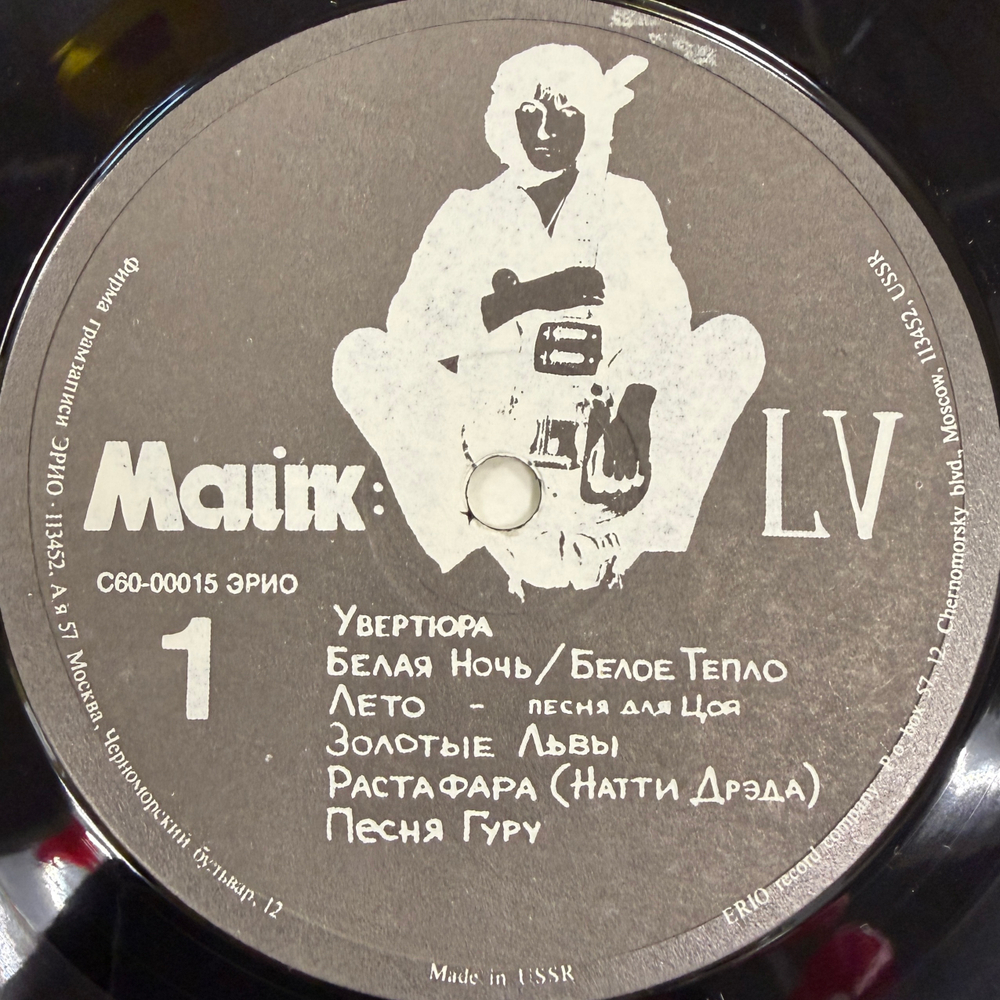 Майк:
LV
С60-00015 ЭРИО
1
Увертюра
Белая Ночь/Белое Тепло
Лето - песня для Цоя
Золотые Львы
Растафара (Натти Дрэда)
Песня Гуру
Фирма грамзаписи ЭРИО · 113452, А я 57 Москва, Черноморский бульвар, 12
ERIO record company P.o. box 57 12, Chernomorsky blvd., Moscow, 113452, USSR
Made in USSR